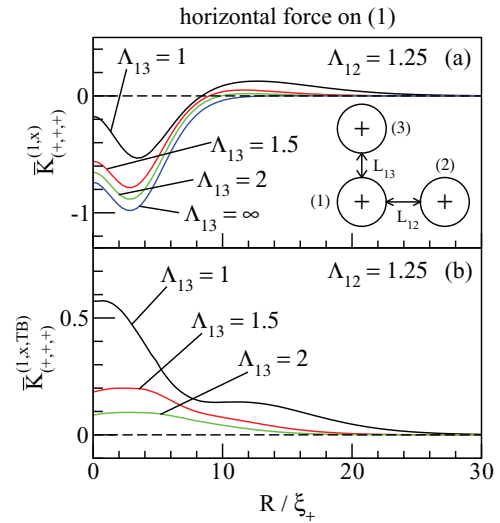 horizontal force on (1)
Λ₁₃ = 1
Λ₁₂ = 1.25 (a)
0
-1
K̅₍₊,₊,₊₎⁽¹,ˣ⁾
Λ₁₃ = 1.5
Λ₁₃ = 2
Λ₁₃ = ∞
+ (3)
L₁₃
(1) + L₁₂ + (2)
Λ₁₃ = 1
Λ₁₂ = 1.25 (b)
0.5
0
K̅₍₊,₊,₊₎⁽¹,ˣ,ᵀᴮ⁾
Λ₁₃ = 1.5
Λ₁₃ = 2
0 10 20 30
R / ξ₊